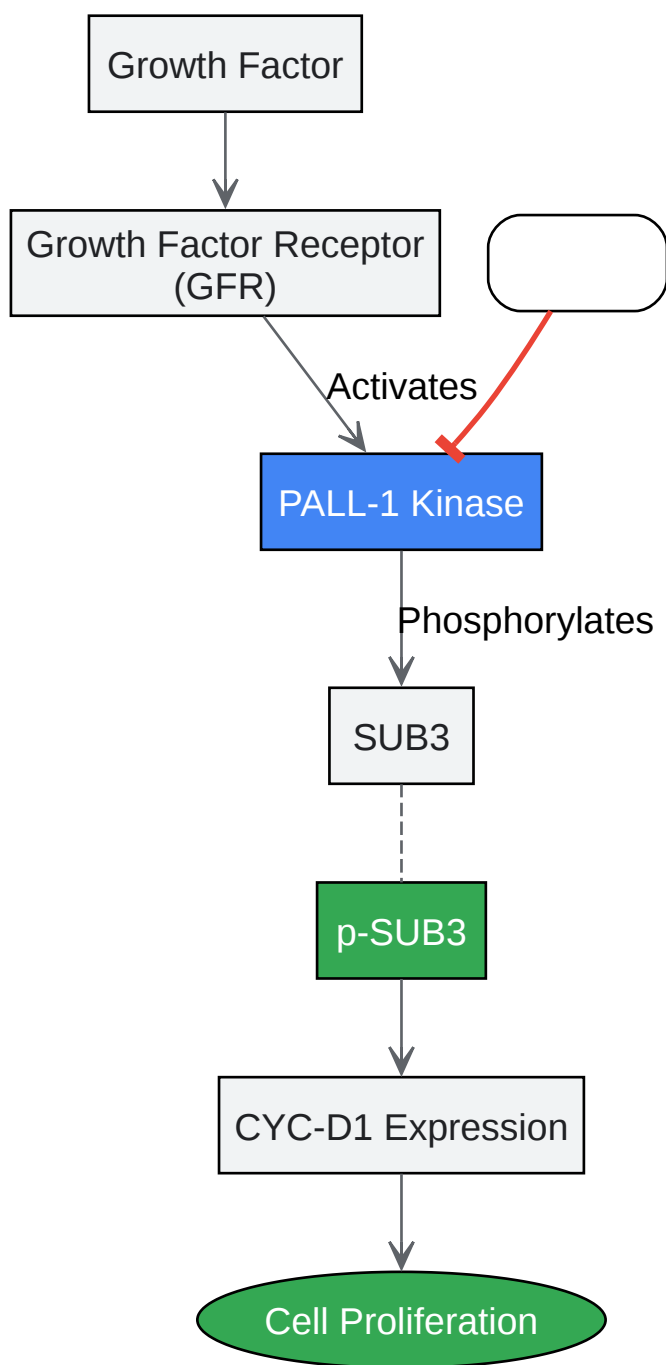 Growth Factor
Growth Factor Receptor
(GFR)
Activates
PALL-1 Kinase
Phosphorylates
SUB3
p-SUB3
CYC-D1 Expression
Cell Proliferation